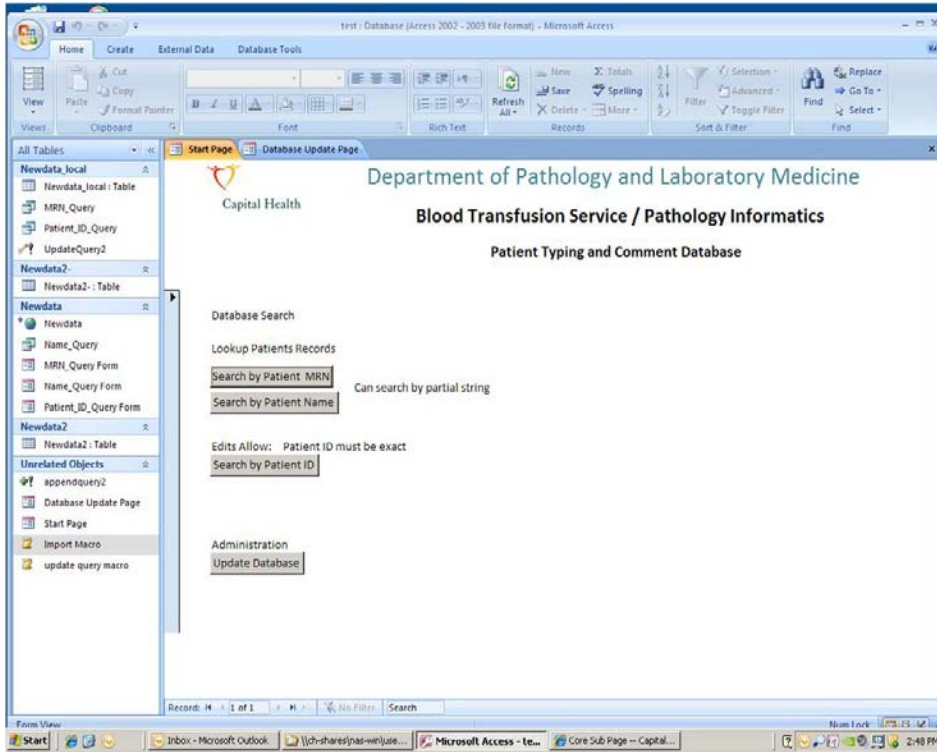 test : Database (Access 2002 - 2003 file format) - Microsoft Access
Home Create External Data Database Tools
View
Paste
Cut
Copy
Format Painter
B I U A
Refresh All
New
Save
Delete
Totals
Spelling
More
Filter
Selection
Advanced
Toggle Filter
Find
Replace
Go To
Select
Views Clipboard Font Rich Text Records Sort & Filter Find
All Tables
Newdata_local
Newdata_local : Table
MRN_Query
Patient_ID_Query
UpdateQuery2
Newdata2-
Newdata2- : Table
Newdata
Newdata
Name_Query
MRN_Query Form
Name_Query Form
Patient_ID_Query Form
Newdata2
Newdata2 : Table
Unrelated Objects
appendquery2
Database Update Page
Start Page
Import Macro
update query macro
Start Page Database Update Page
Capital Health
Department of Pathology and Laboratory Medicine
Blood Transfusion Service / Pathology Informatics
Patient Typing and Comment Database
Database Search
Lookup Patients Records
Search by Patient MRN
Can search by partial string
Search by Patient Name
Edits Allow: Patient ID must be exact
Search by Patient ID
Administration
Update Database
Record: 1 of 1 No Filter Search
Form View Num Lock
Start Inbox - Microsoft Outlook \\ch-shares\nas-win\use... Microsoft Access - te... Core Sub Page -- Capital... 2:48 PM